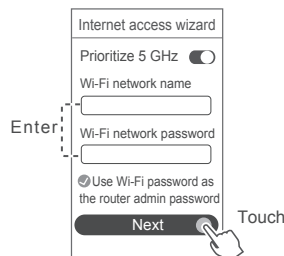 Internet access wizard
Prioritize 5 GHz
Wi-Fi network name
Enter
Wi-Fi network password
Use Wi-Fi password as
the router admin password
Next
Touch